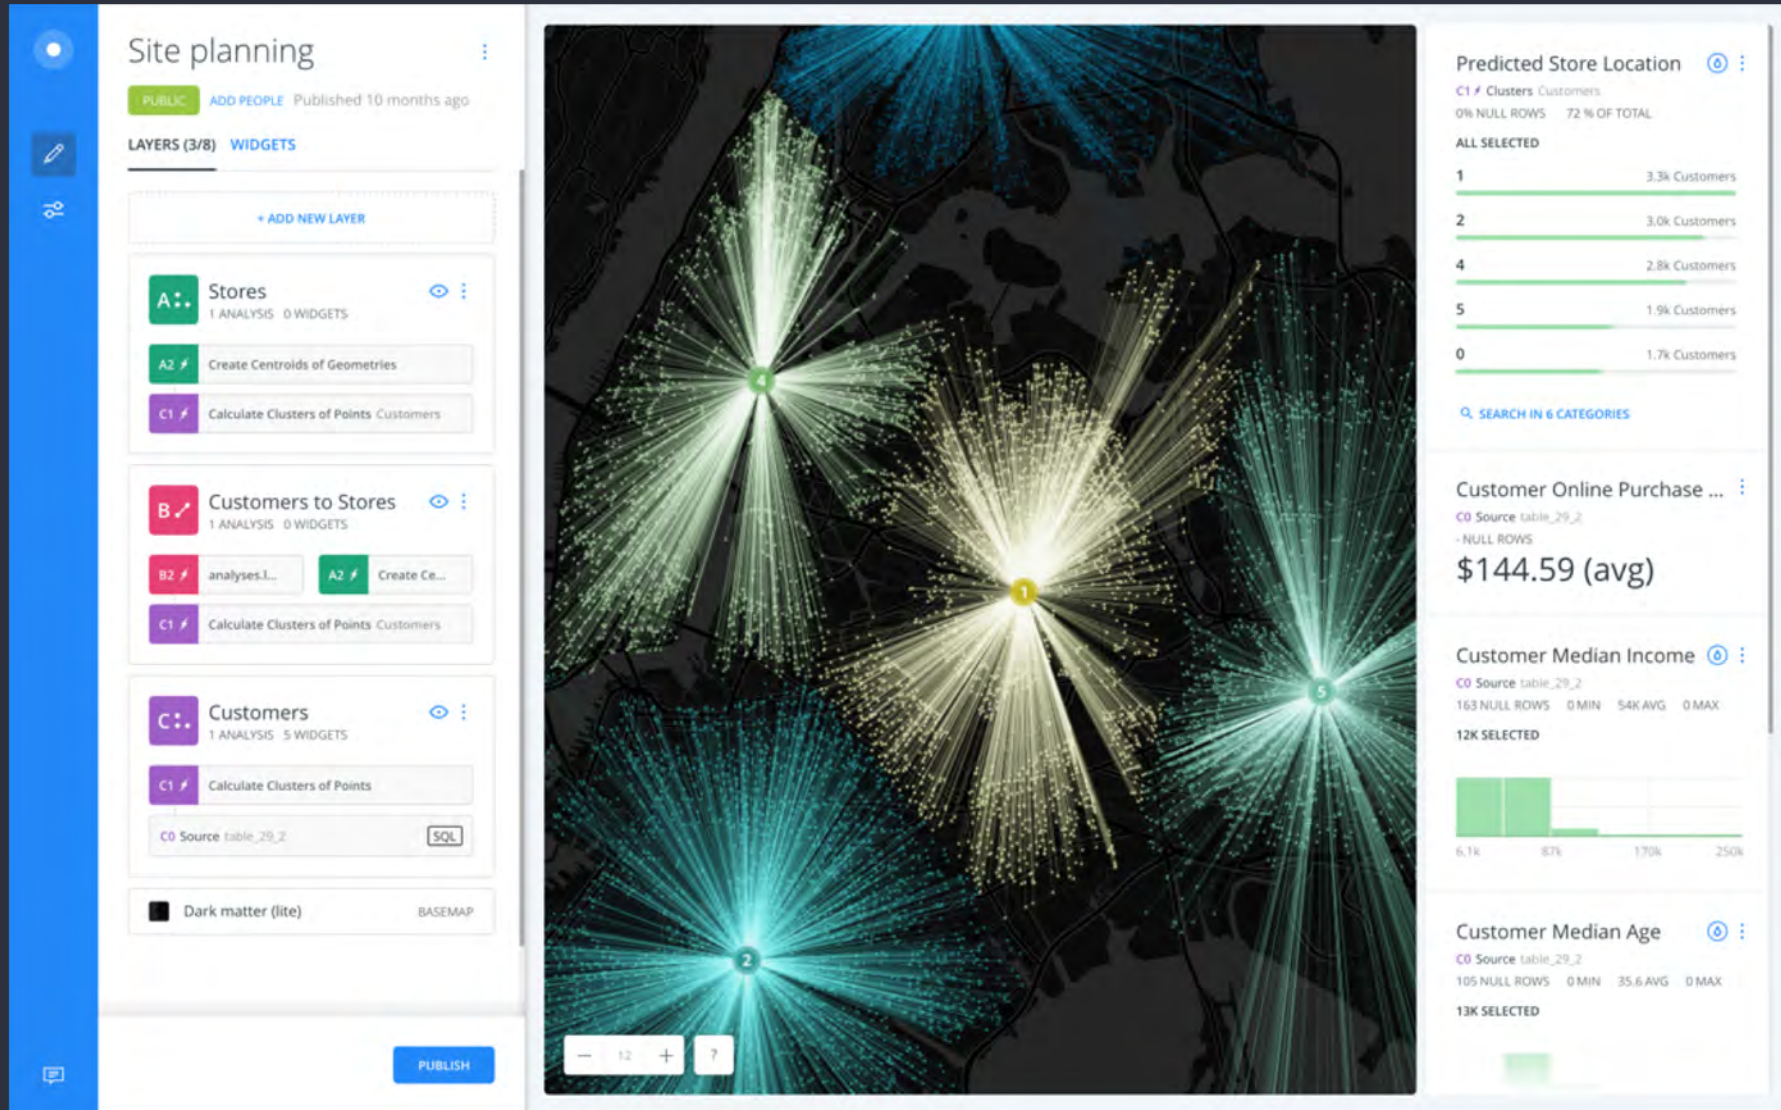 Site planning
PUBLIC ADD PEOPLE Published 10 months ago
LAYERS (3/8) WIDGETS
+ ADD NEW LAYER
A Stores
1 ANALYSIS 0 WIDGETS
A2 Create Centroids of Geometries
C1 Calculate Clusters of Points Customers
B Customers to Stores
1 ANALYSIS 0 WIDGETS
B2 analyses.l... A2 Create Ce...
C1 Calculate Clusters of Points Customers
C Customers
1 ANALYSIS 5 WIDGETS
C1 Calculate Clusters of Points
C0 Source table_29_2 SQL
Dark matter (lite) BASEMAP
PUBLISH
4
1
5
2
12
?
Predicted Store Location
C1 Clusters Customers
0% NULL ROWS 72 % OF TOTAL
ALL SELECTED
1 3.3k Customers
2 3.0k Customers
4 2.8k Customers
5 1.9k Customers
0 1.7k Customers
SEARCH IN 6 CATEGORIES
Customer Online Purchase ...
C0 Source table_29_2
- NULL ROWS
$144.59 (avg)
Customer Median Income
C0 Source table_29_2
163 NULL ROWS 0 MIN 54K AVG 0 MAX
12K SELECTED
6.1k 87k 170k 250k
Customer Median Age
C0 Source table_29_2
105 NULL ROWS 0 MIN 35.6 AVG 0 MAX
13K SELECTED